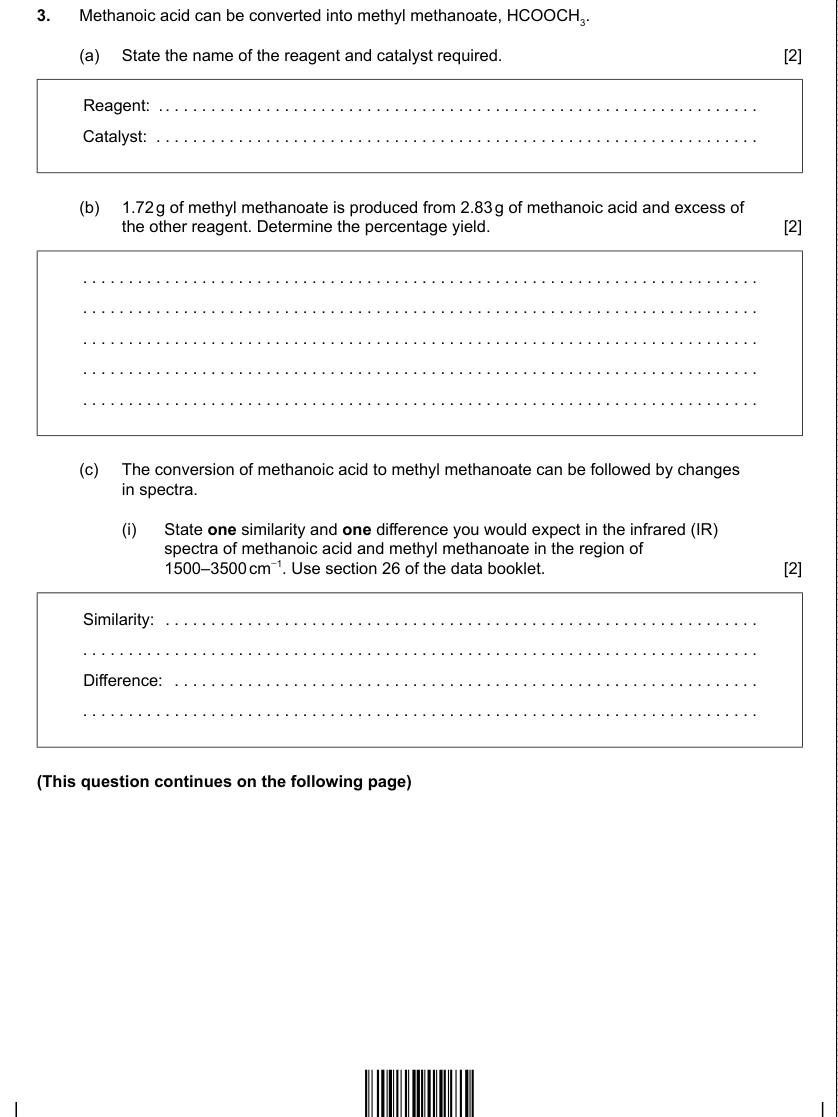 3. Methanoic acid can be converted into methyl methanoate, HCOOCH₃.
(a) State the name of the reagent and catalyst required. [2]
Reagent: . . . . . . . . . . . . . . . . . . . . . . . . . . . . . . . . . . . . . . . .
Catalyst: . . . . . . . . . . . . . . . . . . . . . . . . . . . . . . . . . . . . . . . .
(b) 1.72 g of methyl methanoate is produced from 2.83 g of methanoic acid and excess of
the other reagent. Determine the percentage yield. [2]
(c) The conversion of methanoic acid to methyl methanoate can be followed by changes
in spectra.
(i) State one similarity and one difference you would expect in the infrared (IR)
spectra of methanoic acid and methyl methanoate in the region of
1500–3500 cm⁻¹. Use section 26 of the data booklet. [2]
Similarity: . . . . . . . . . . . . . . . . . . . . . . . . . . . . . . . . . . . . . . . .
Difference: . . . . . . . . . . . . . . . . . . . . . . . . . . . . . . . . . . . . . . . .
(This question continues on the following page)